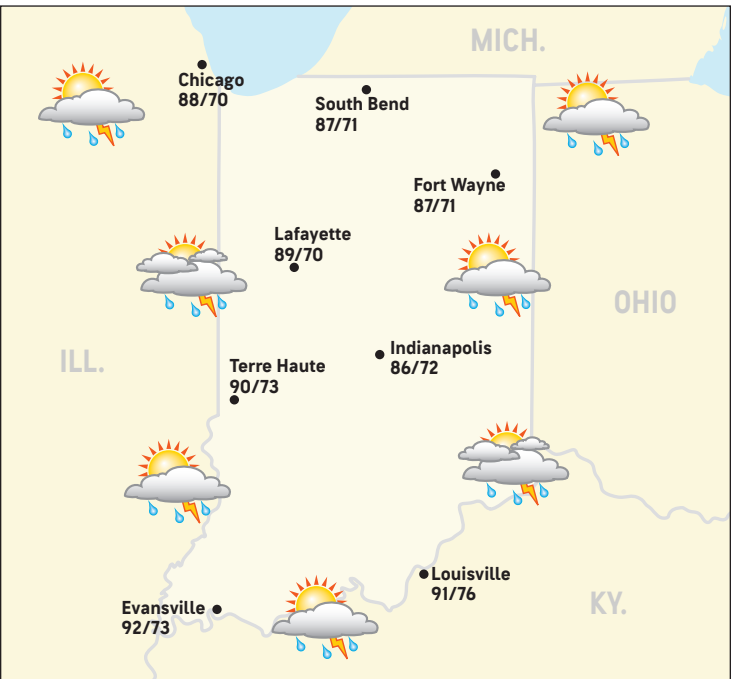 MICH.
Chicago
88/70
South Bend
87/71
Fort Wayne
87/71
Lafayette
89/70
OHIO
Indianapolis
86/72
ILL.
Terre Haute
90/73
Louisville
91/76
KY.
Evansville
92/73